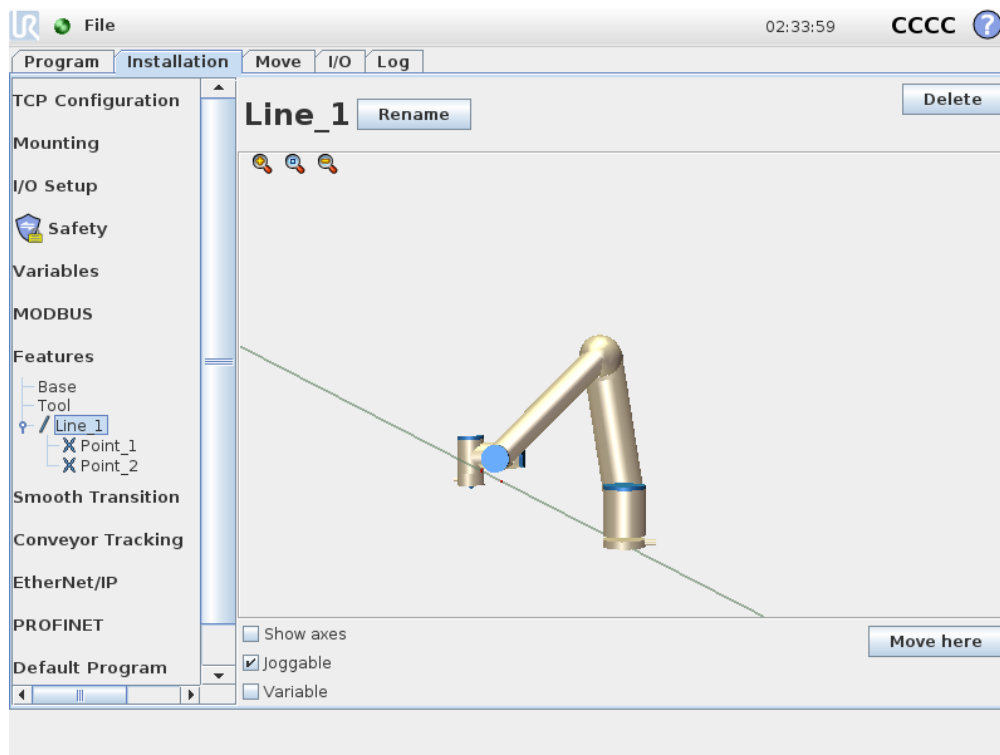 UR File 02:33:59 CCCC ?
Program Installation Move I/O Log
TCP Configuration
Mounting
I/O Setup
Safety
Variables
MODBUS
Features
Base
Tool
Line_1
Point_1
Point_2
Smooth Transition
Conveyor Tracking
EtherNet/IP
PROFINET
Default Program
Line_1 Rename Delete
Show axes
Joggable
Variable
Move here